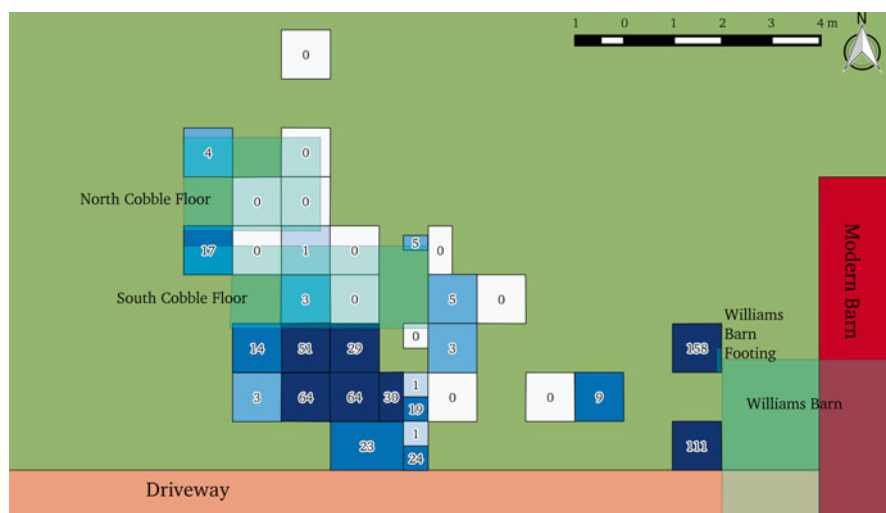 1 0 1 2 3 4 m
N
0
4 0
North Cobble Floor 0 0
17 0 1 0 5 0
South Cobble Floor 3 0 5 0
Williams
Barn
Footing
Modern Barn
14 51 29 0 3 158
3 64 64 30 1 0 0 9 Williams Barn
19
23 1 111
24
Driveway